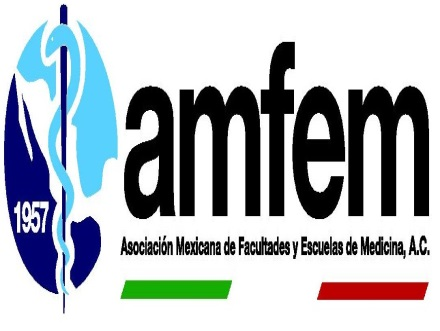 amfem
1957
Asociación Mexicana de Facultades y Escuelas de Medicina, A.C.